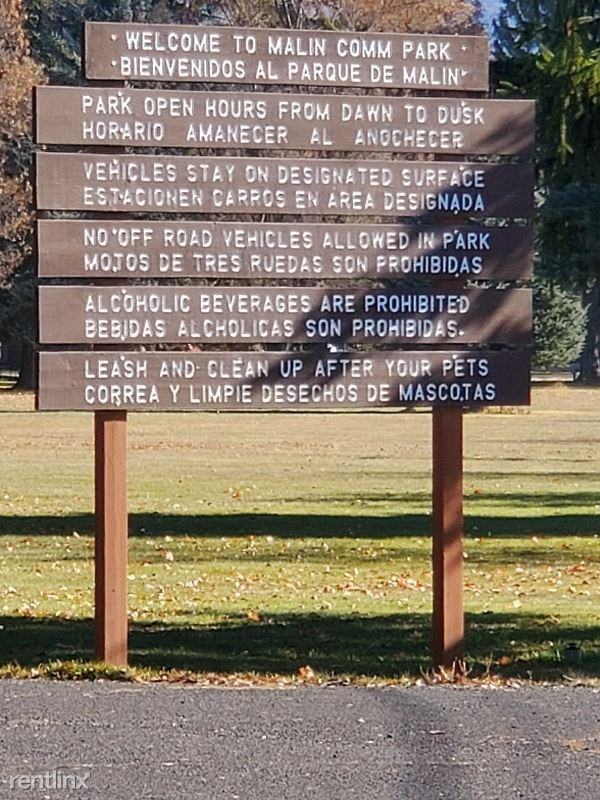 WELCOME TO MALIN COMM PARK
BIENVENIDOS AL PARQUE DE MALIN
PARK OPEN HOURS FROM DAWN TO DUSK
HORARIO AMANECER AL ANOCHECER
VEHICLES STAY ON DESIGNATED SURFACE
ESTACIONEN CARROS EN ÁREA DESIGNADA
NO OFF ROAD VEHICLES ALLOWED IN PARK
MOJOS DE TRES RUEDAS SON PROHIBIDAS
ALCOHOLIC BEVERAGES ARE PROHIBITED
BEBIDAS ALCHOLICAS SON PROHIBIDAS.
LEASH AND CLEAN UP AFTER YOUR PETS
CORREA Y LIMPIE DESECHOS DE MASCOTAS
rentlinx